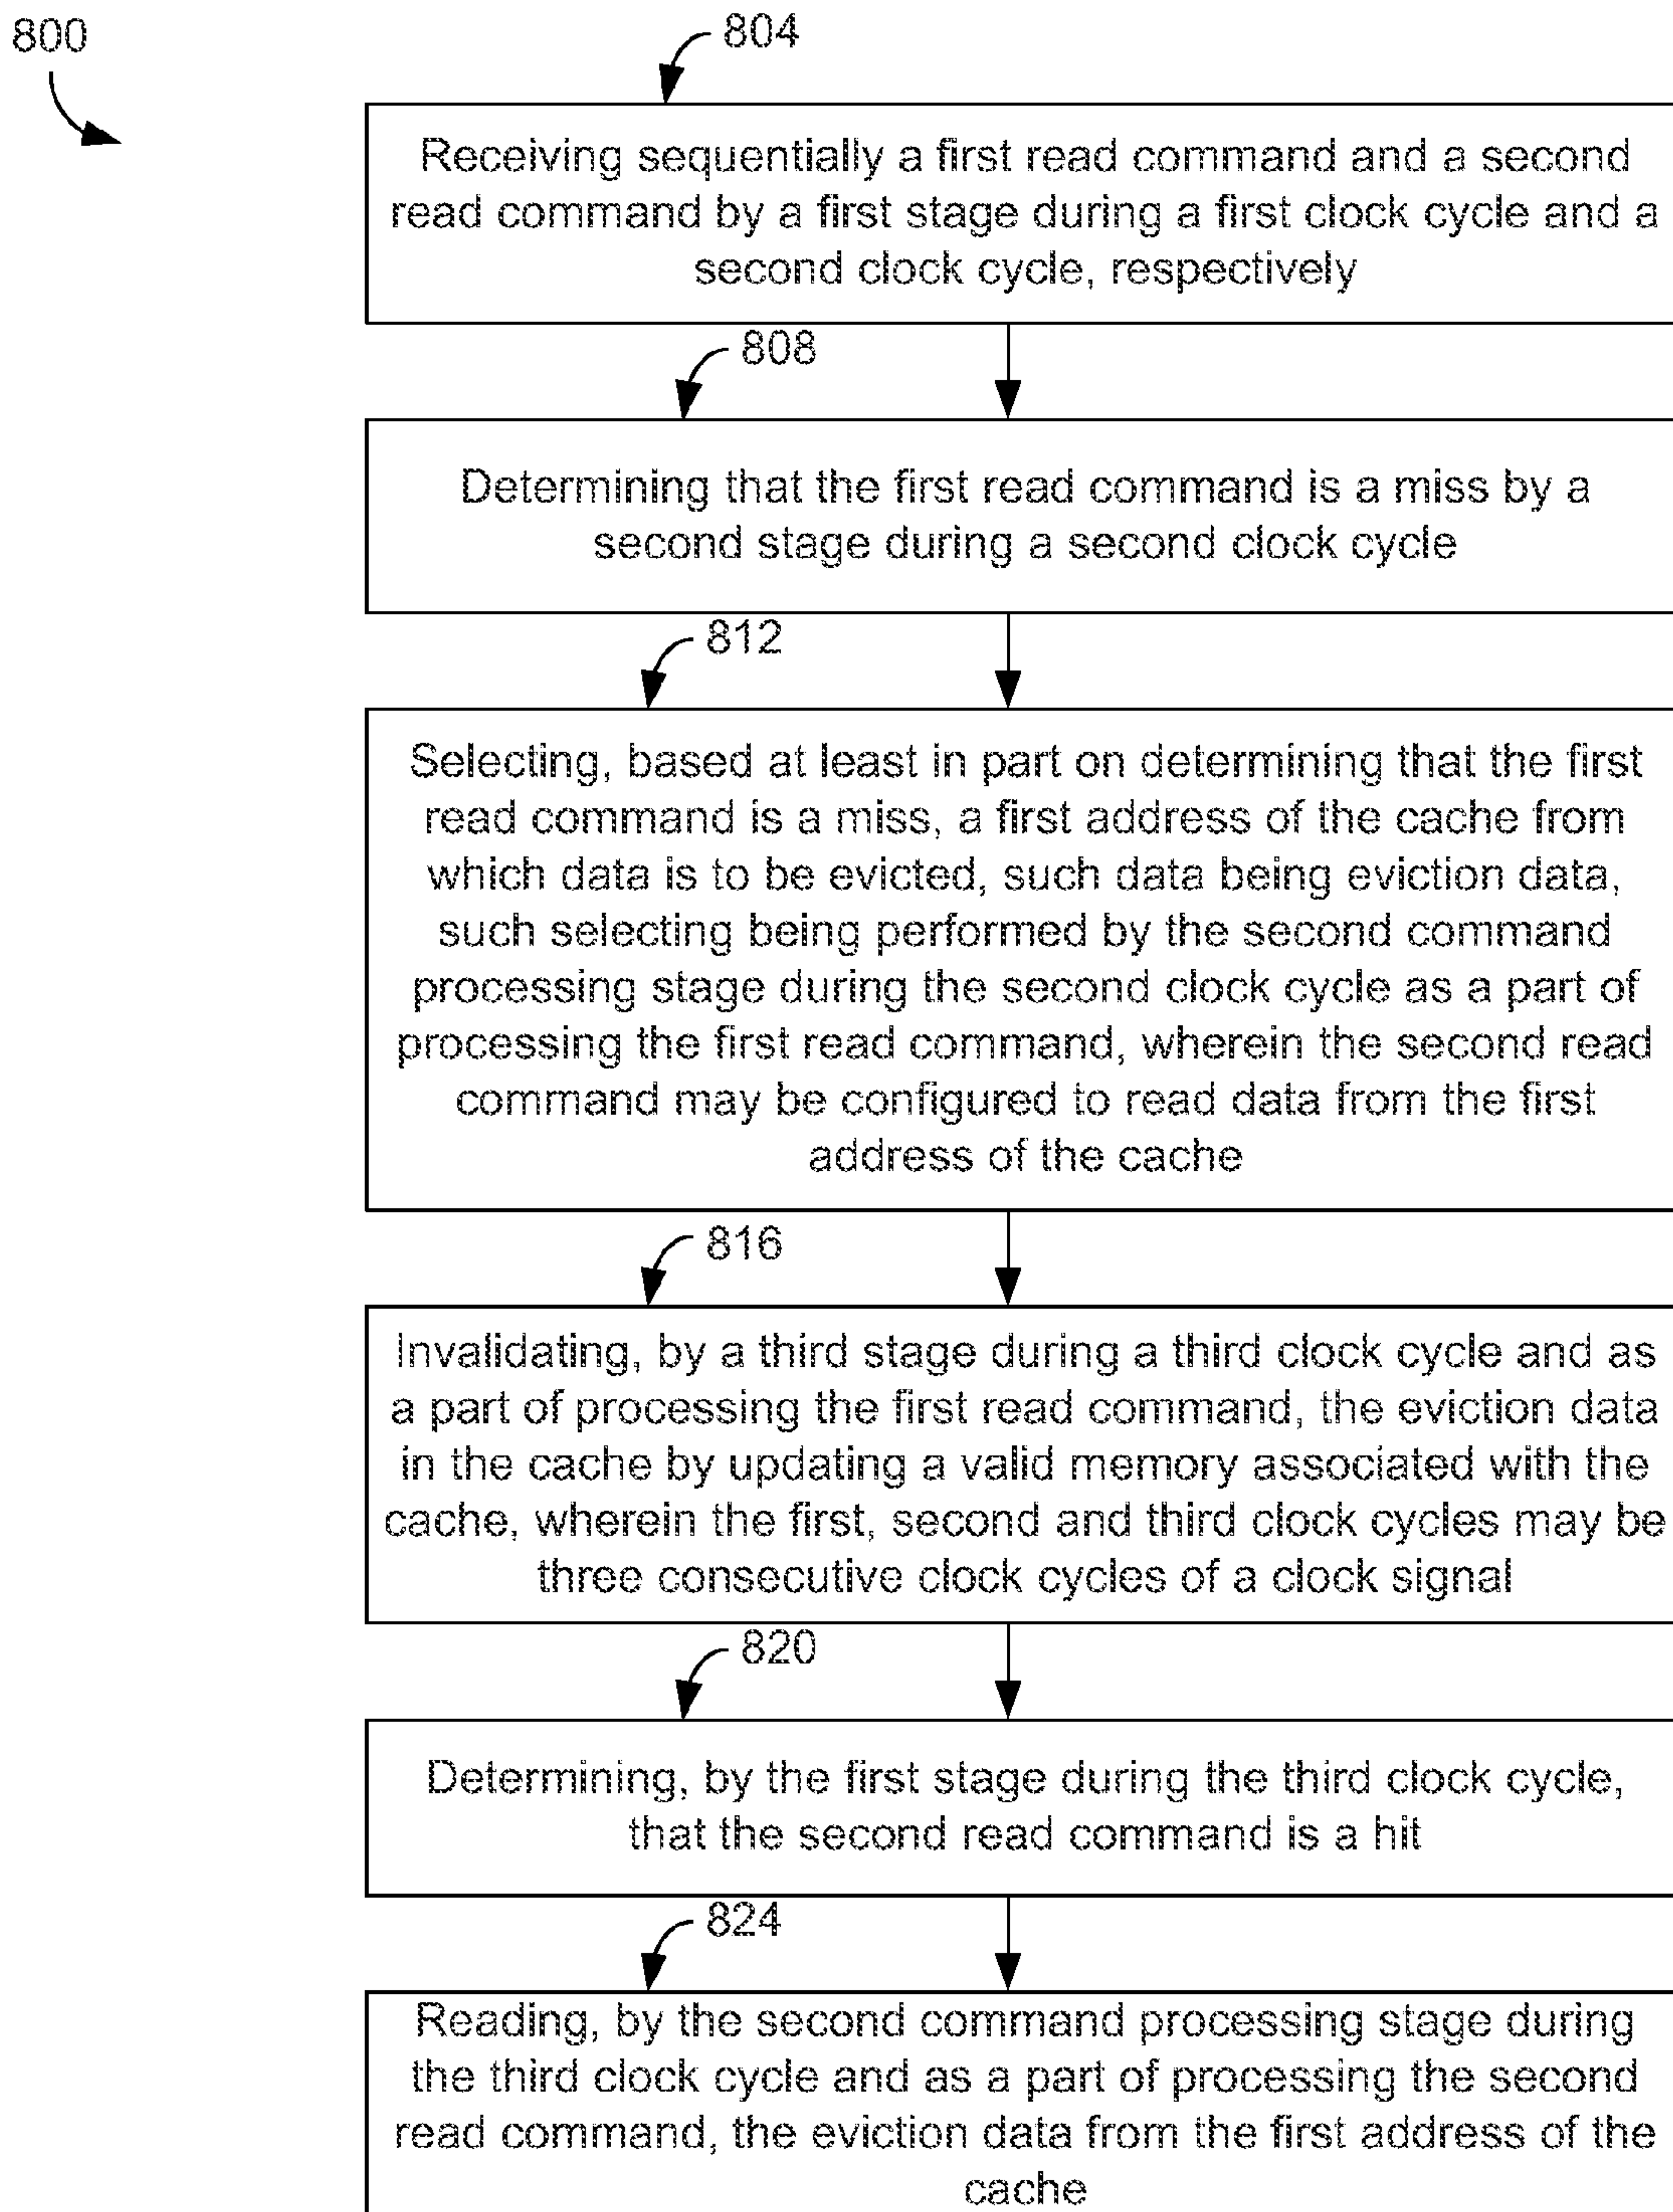 800
804
Receiving sequentially a first read command and a second
read command by a first stage during a first clock cycle and a
second clock cycle, respectively
808
Determining that the first read command is a miss by a
second stage during a second clock cycle
812
Selecting, based at least in part on determining that the first
read command is a miss, a first address of the cache from
which data is to be evicted, such data being eviction data,
such selecting being performed by the second command
processing stage during the second clock cycle as a part of
processing the first read command, wherein the second read
command may be configured to read data from the first
address of the cache
816
Invalidating, by a third stage during a third clock cycle and as
a part of processing the first read command, the eviction data
in the cache by updating a valid memory associated with the
cache, wherein the first, second and third clock cycles may be
three consecutive clock cycles of a clock signal
820
Determining, by the first stage during the third clock cycle,
that the second read command is a hit
824
Reading, by the second command processing stage during
the third clock cycle and as a part of processing the second
read command, the eviction data from the first address of the
cache